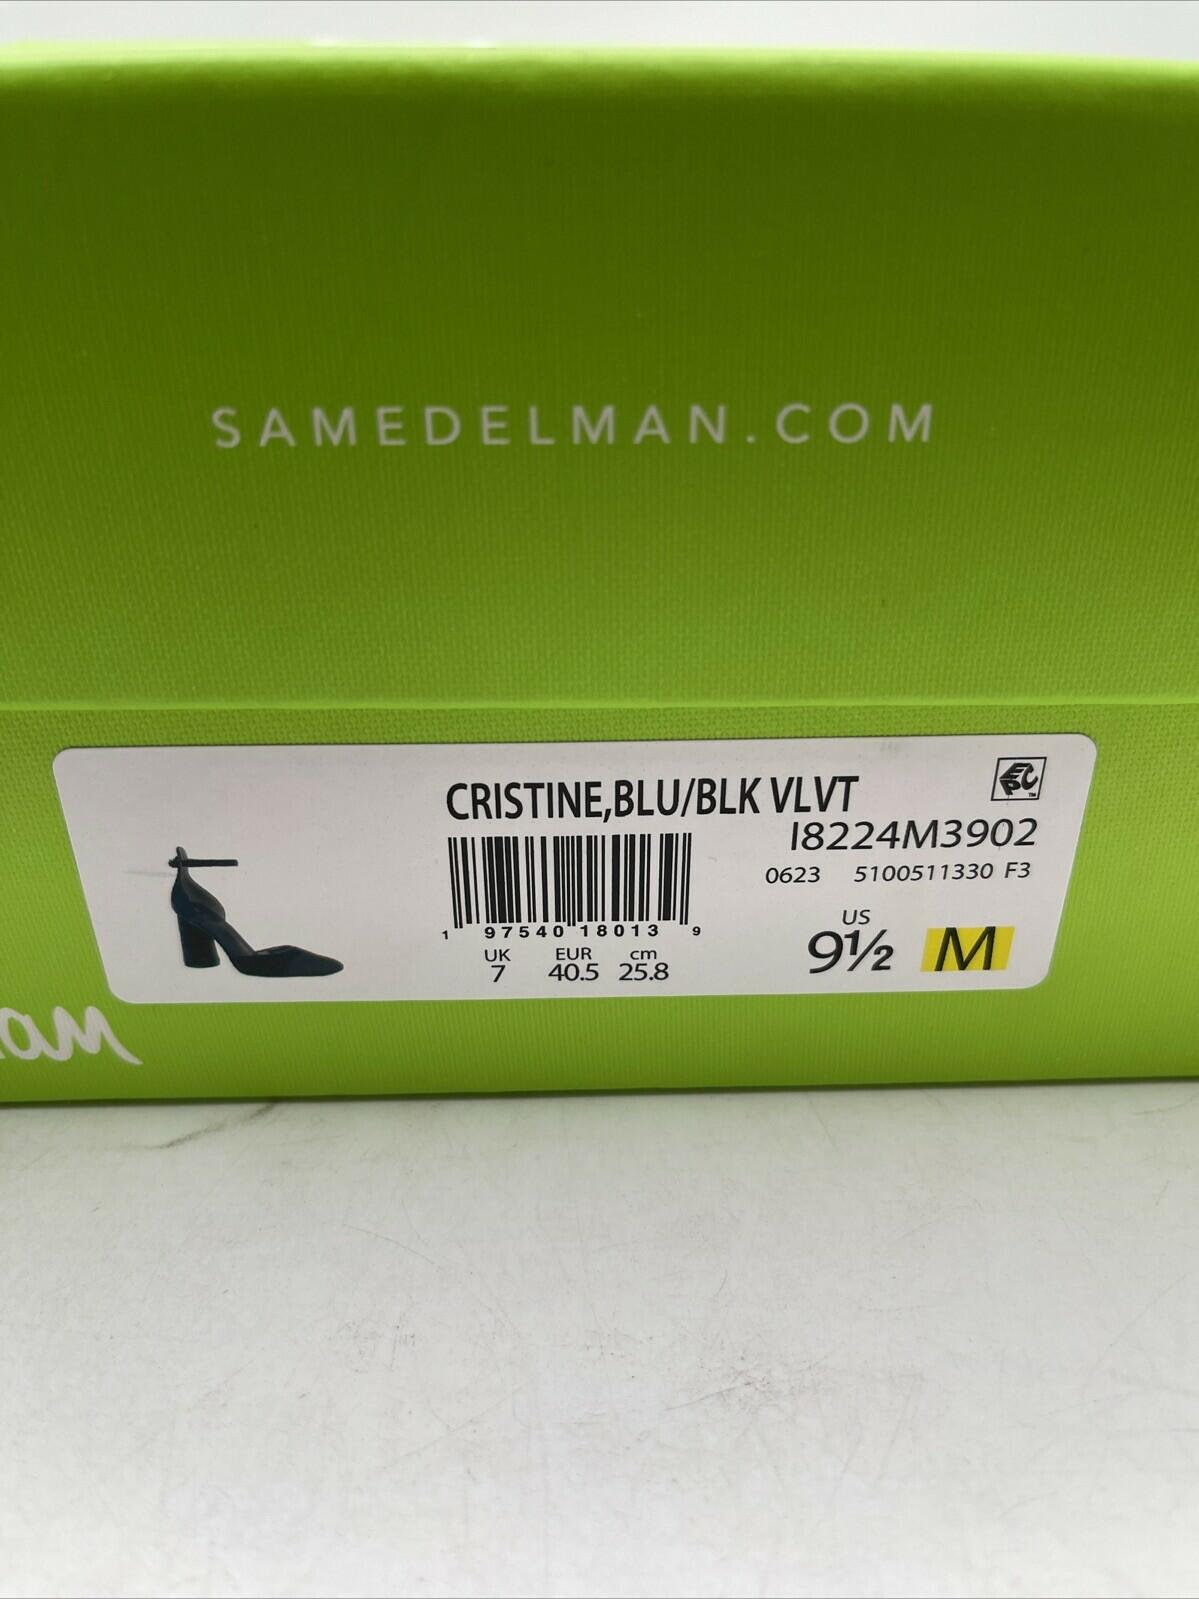 SAMEDELMAN.COM
CRISTINE,BLU/BLK VLVT
EPC™
I8224M3902
0623 5100511330 F3
1 97540 18013 9
UK EUR cm
7 40.5 25.8
US
9½ M